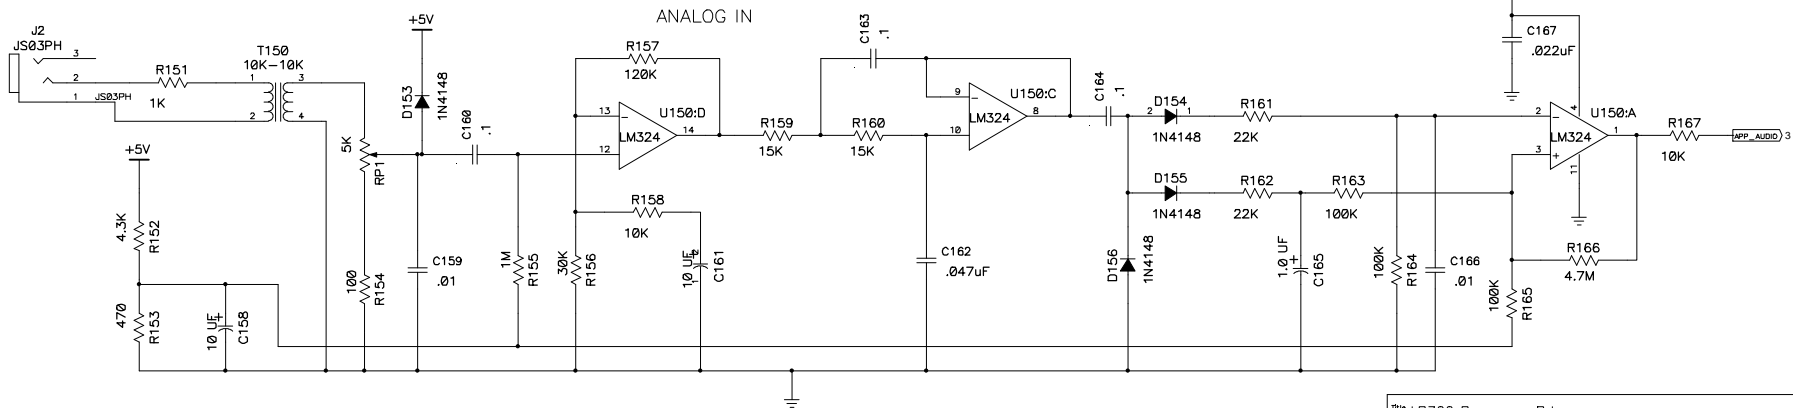 ANALOG IN
J2
JS03PH
3
2
1
JS03PH
R151
1K
T150
10K-10K
1
2
3
4
+5V
D153
1N4148
5K
RP1
C160
.1
+5V
4.3K
R152
470
R153
10 UF
+
C158
100
R154
C159
.01
1M
R155
R157
120K
13
12
−
U150:D
LM324
14
R158
10K
30K
R156
10 UF
+
2
1
C161
R159
15K
R160
15K
C163
.1
9
10
−
U150:C
LM324
8
C162
.047uF
C164
.1
D154
2
1
1N4148
R161
22K
D155
1N4148
R162
22K
R163
100K
D156
1N4148
1.0 UF
+
C165
100K
R164
C166
.01
C167
.022uF
2
3
−
+
4
11
U150:A
LM324
1
R167
10K
APP_AUDIO
3
R166
4.7M
100K
R165
Title